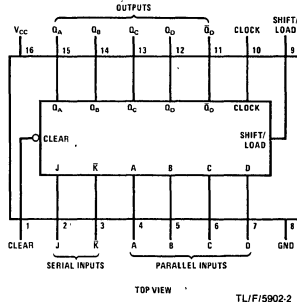 OUTPUTS
SHIFT/
VCC QA QB QC QD Q̅D CLOCK LOAD
16 15 14 13 12 11 10 9
QA QB QC QD Q̅D CLOCK
CLEAR
SHIFT/
LOAD
J K̅ A B C D
1 2 3 4 5 6 7 8
CLEAR J K̅ A B C D GND
SERIAL INPUTS PARALLEL INPUTS
TOP VIEW
TL/F/5902-2